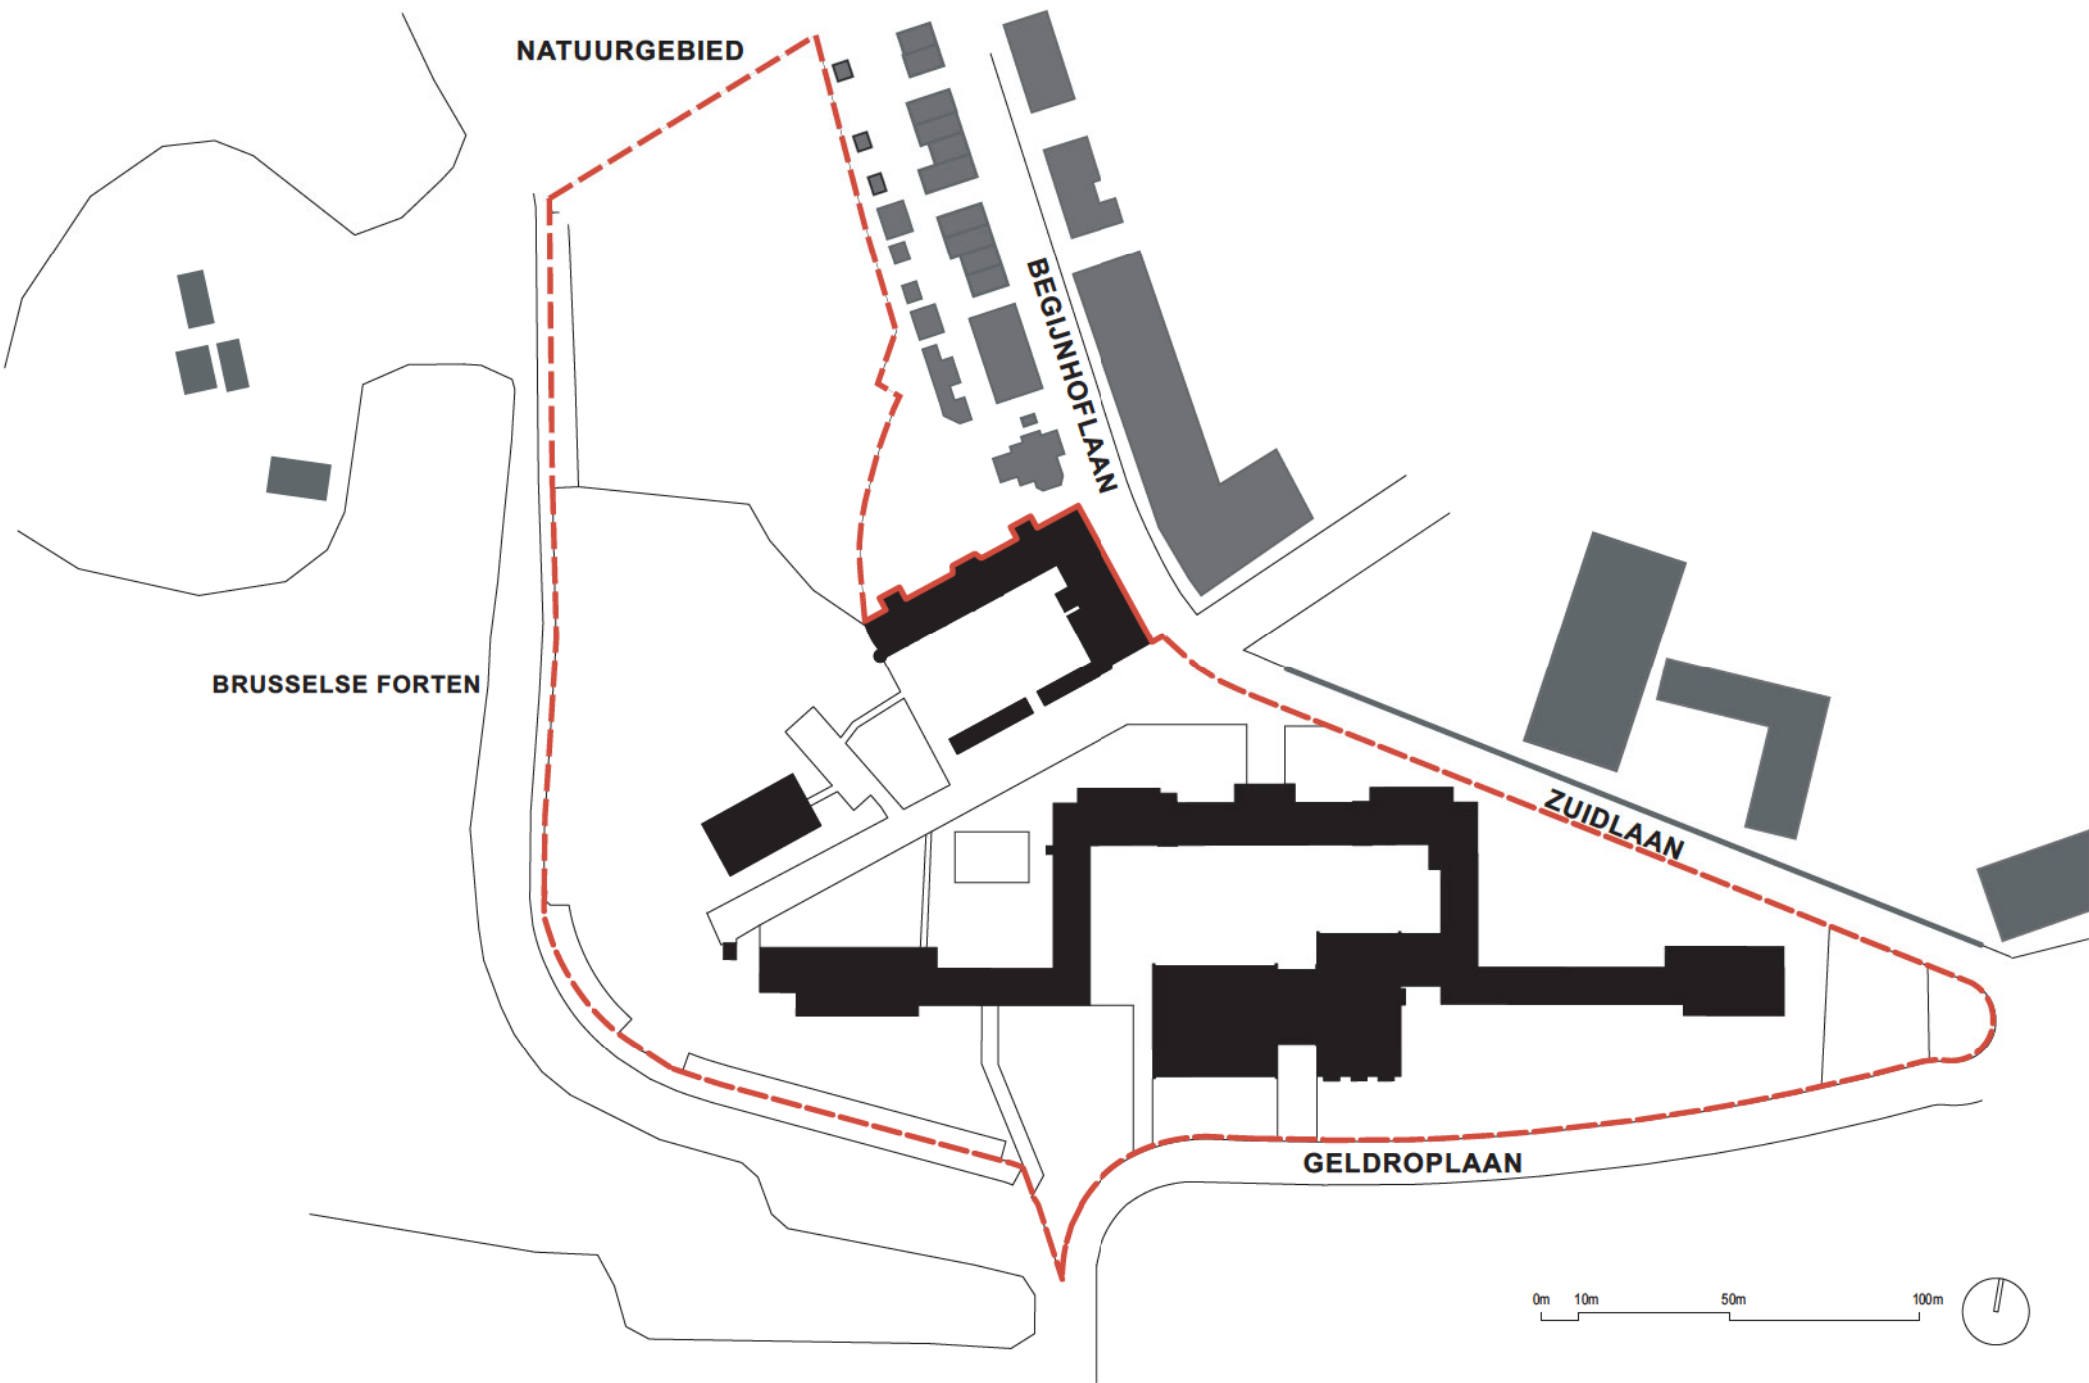 NATUURGEBIED
BEGIJNHOFLAAN
BRUSSELSE FORTEN
ZUIDLAAN
GELDROPLAAN
0m 10m 50m 100m